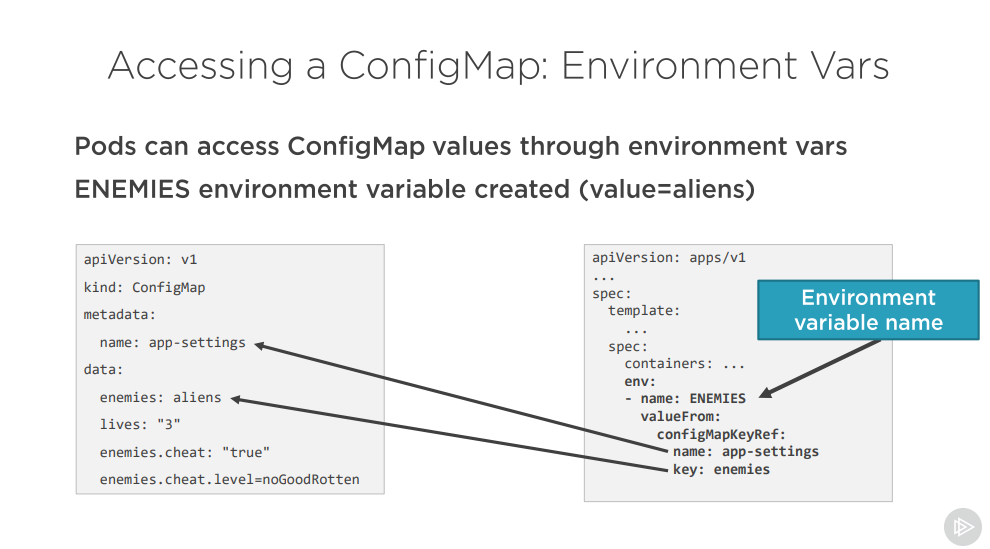 Accessing a ConfigMap: Environment Vars
Pods can access ConfigMap values through environment vars
ENEMIES environment variable created (value=aliens)
apiVersion: v1
kind: ConfigMap
metadata:
  name: app-settings
data:
  enemies: aliens
  lives: "3"
  enemies.cheat: "true"
  enemies.cheat.level=noGoodRotten
apiVersion: apps/v1
...
spec:
  template:
    ...
  spec:
    containers: ...
    env:
    - name: ENEMIES
      valueFrom:
        configMapKeyRef:
          name: app-settings
          key: enemies
Environment
variable name